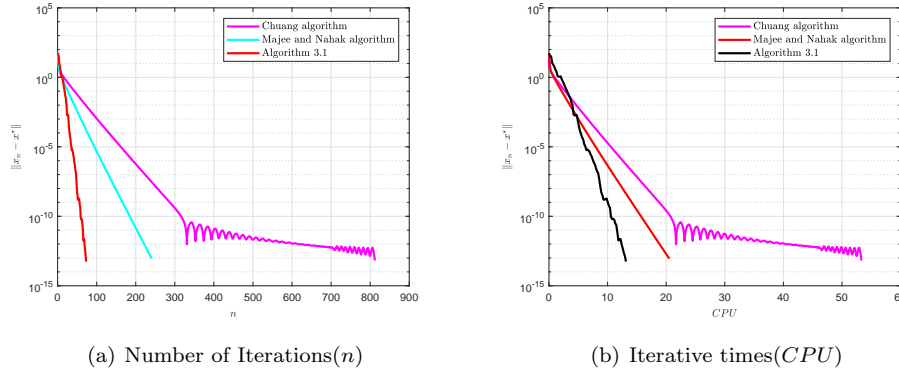 10^5
10^0
10^-5
10^-10
10^-15
‖x_n − x*‖
Chuang algorithm
Majee and Nahak algorithm
Algorithm 3.1
0 100 200 300 400 500 600 700 800 900
n
(a) Number of Iterations(n)
10^5
10^0
10^-5
10^-10
10^-15
‖x_n − x*‖
Chuang algorithm
Majee and Nahak algorithm
Algorithm 3.1
0 10 20 30 40 50 60
CPU
(b) Iterative times(CPU)